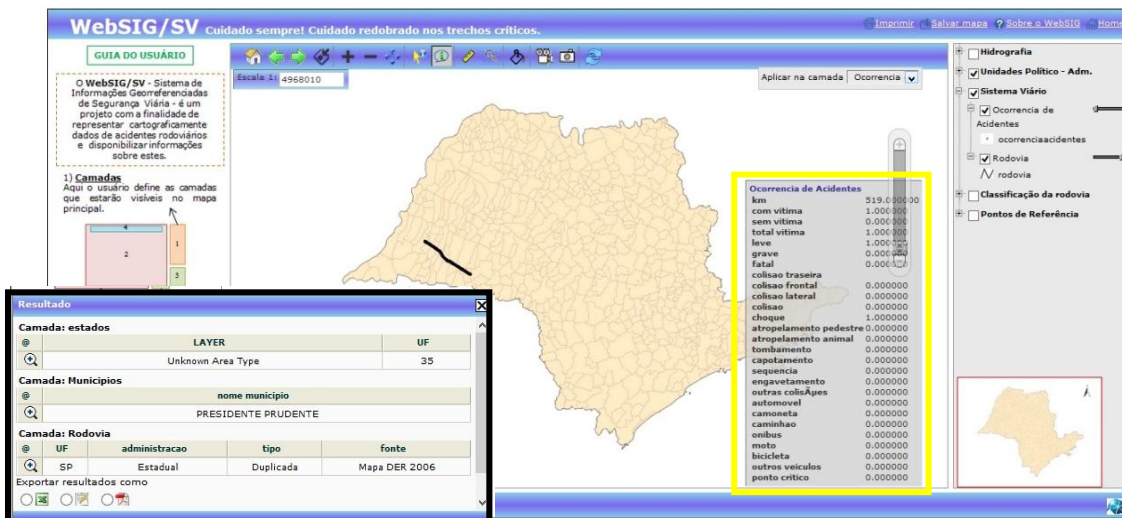 WebSIG/SV Cuidado sempre! Cuidado redobrado nos trechos críticos.
Imprimir Salvar mapa ? Sobre o WebSIG Home
GUIA DO USUÁRIO
O WebSIG/SV - Sistema de
Informações Georreferenciadas
de Segurança Viária - é um
projeto com a finalidade de
representar cartograficamente
dados de acidentes rodoviários
e disponibilizar informações
sobre estes.
1) Camadas
Aqui o usuário define as camadas
que estarão visíveis no mapa
principal.
4
1
2
3
Escala 1: 4968010
Aplicar na camada Ocorrencia
Ocorrencia de Acidentes
km 519.000000
com vitima 1.000000
sem vitima 0.000000
total vitima 1.000000
leve 1.000000
grave 0.000000
fatal 0.000000
colisao traseira
colisao frontal 0.000000
colisao lateral 0.000000
colisao 0.000000
choque 1.000000
atropelamento pedestre 0.000000
atropelamento animal 0.000000
tombamento 0.000000
capotamento 0.000000
sequencia 0.000000
engavetamento 0.000000
outras colisÃµes 0.000000
automovel 0.000000
camoneta 0.000000
caminhao 0.000000
onibus 0.000000
moto 0.000000
bicicleta 0.000000
outros veiculos 0.000000
ponto critico 0.000000
Hidrografia
Unidades Político - Adm.
Sistema Viário
Ocorrencia de
Acidentes
ocorrenciaacidentes
Rodovia
rodovia
Classificação da rodovia
Pontos de Referência
Resultado
Camada: estados
@ LAYER UF
Unknown Area Type 35
Camada: Municipios
@ nome municipio
PRESIDENTE PRUDENTE
Camada: Rodovia
@ UF administracao tipo fonte
SP Estadual Duplicada Mapa DER 2006
Exportar resultados como